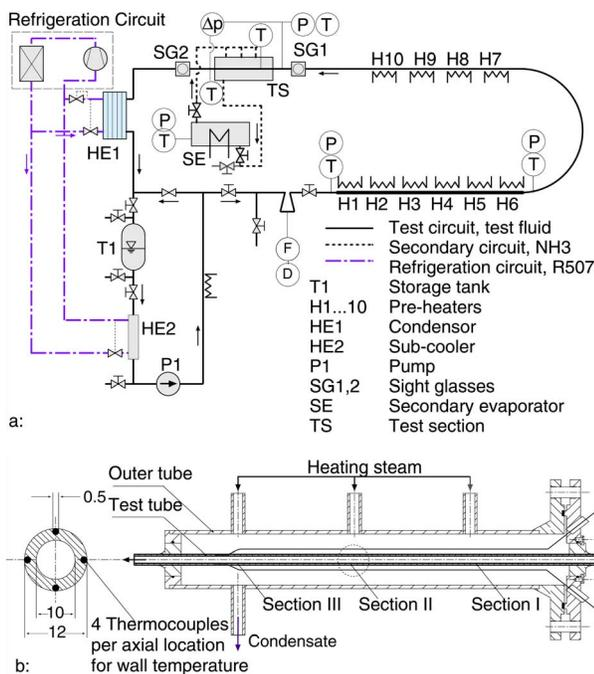 Refrigeration Circuit
Δp
P T
T
SG2
SG1
TS
T
H10 H9 H8 H7
P
T
SE
HE1
P
T
P
T
H1 H2 H3 H4 H5 H6
T1
F
D
HE2
P1
Test circuit, test fluid
Secondary circuit, NH3
Refrigeration circuit, R507
T1 Storage tank
H1...10 Pre-heaters
HE1 Condensor
HE2 Sub-cooler
P1 Pump
SG1,2 Sight glasses
SE Secondary evaporator
TS Test section
a:
Outer tube
Heating steam
0.5
Test tube
Section III
Section II
Section I
10
12
4 Thermocouples
per axial location
for wall temperature
Condensate
b: